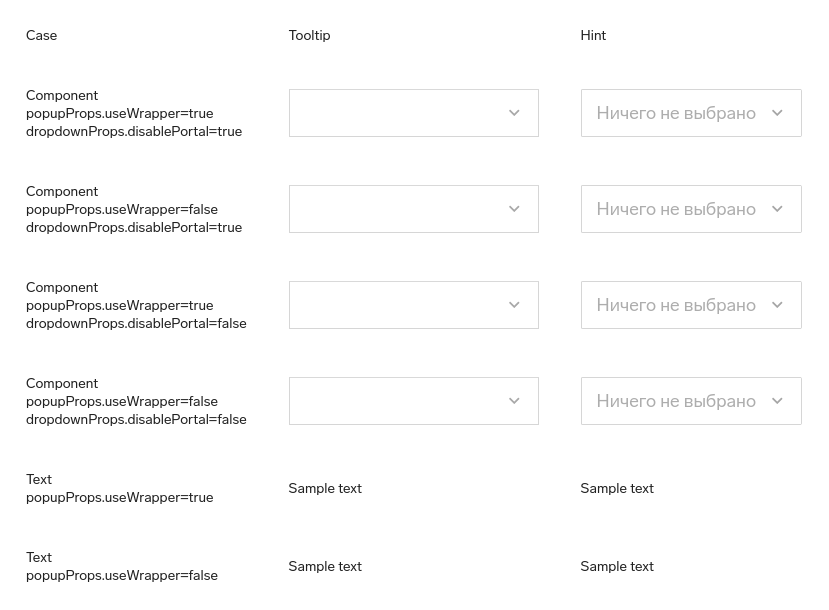 Case Tooltip Hint
Component
popupProps.useWrapper=true
dropdownProps.disablePortal=true
Ничего не выбрано
Component
popupProps.useWrapper=false
dropdownProps.disablePortal=true
Ничего не выбрано
Component
popupProps.useWrapper=true
dropdownProps.disablePortal=false
Ничего не выбрано
Component
popupProps.useWrapper=false
dropdownProps.disablePortal=false
Ничего не выбрано
Text
popupProps.useWrapper=true
Sample text Sample text
Text
popupProps.useWrapper=false
Sample text Sample text